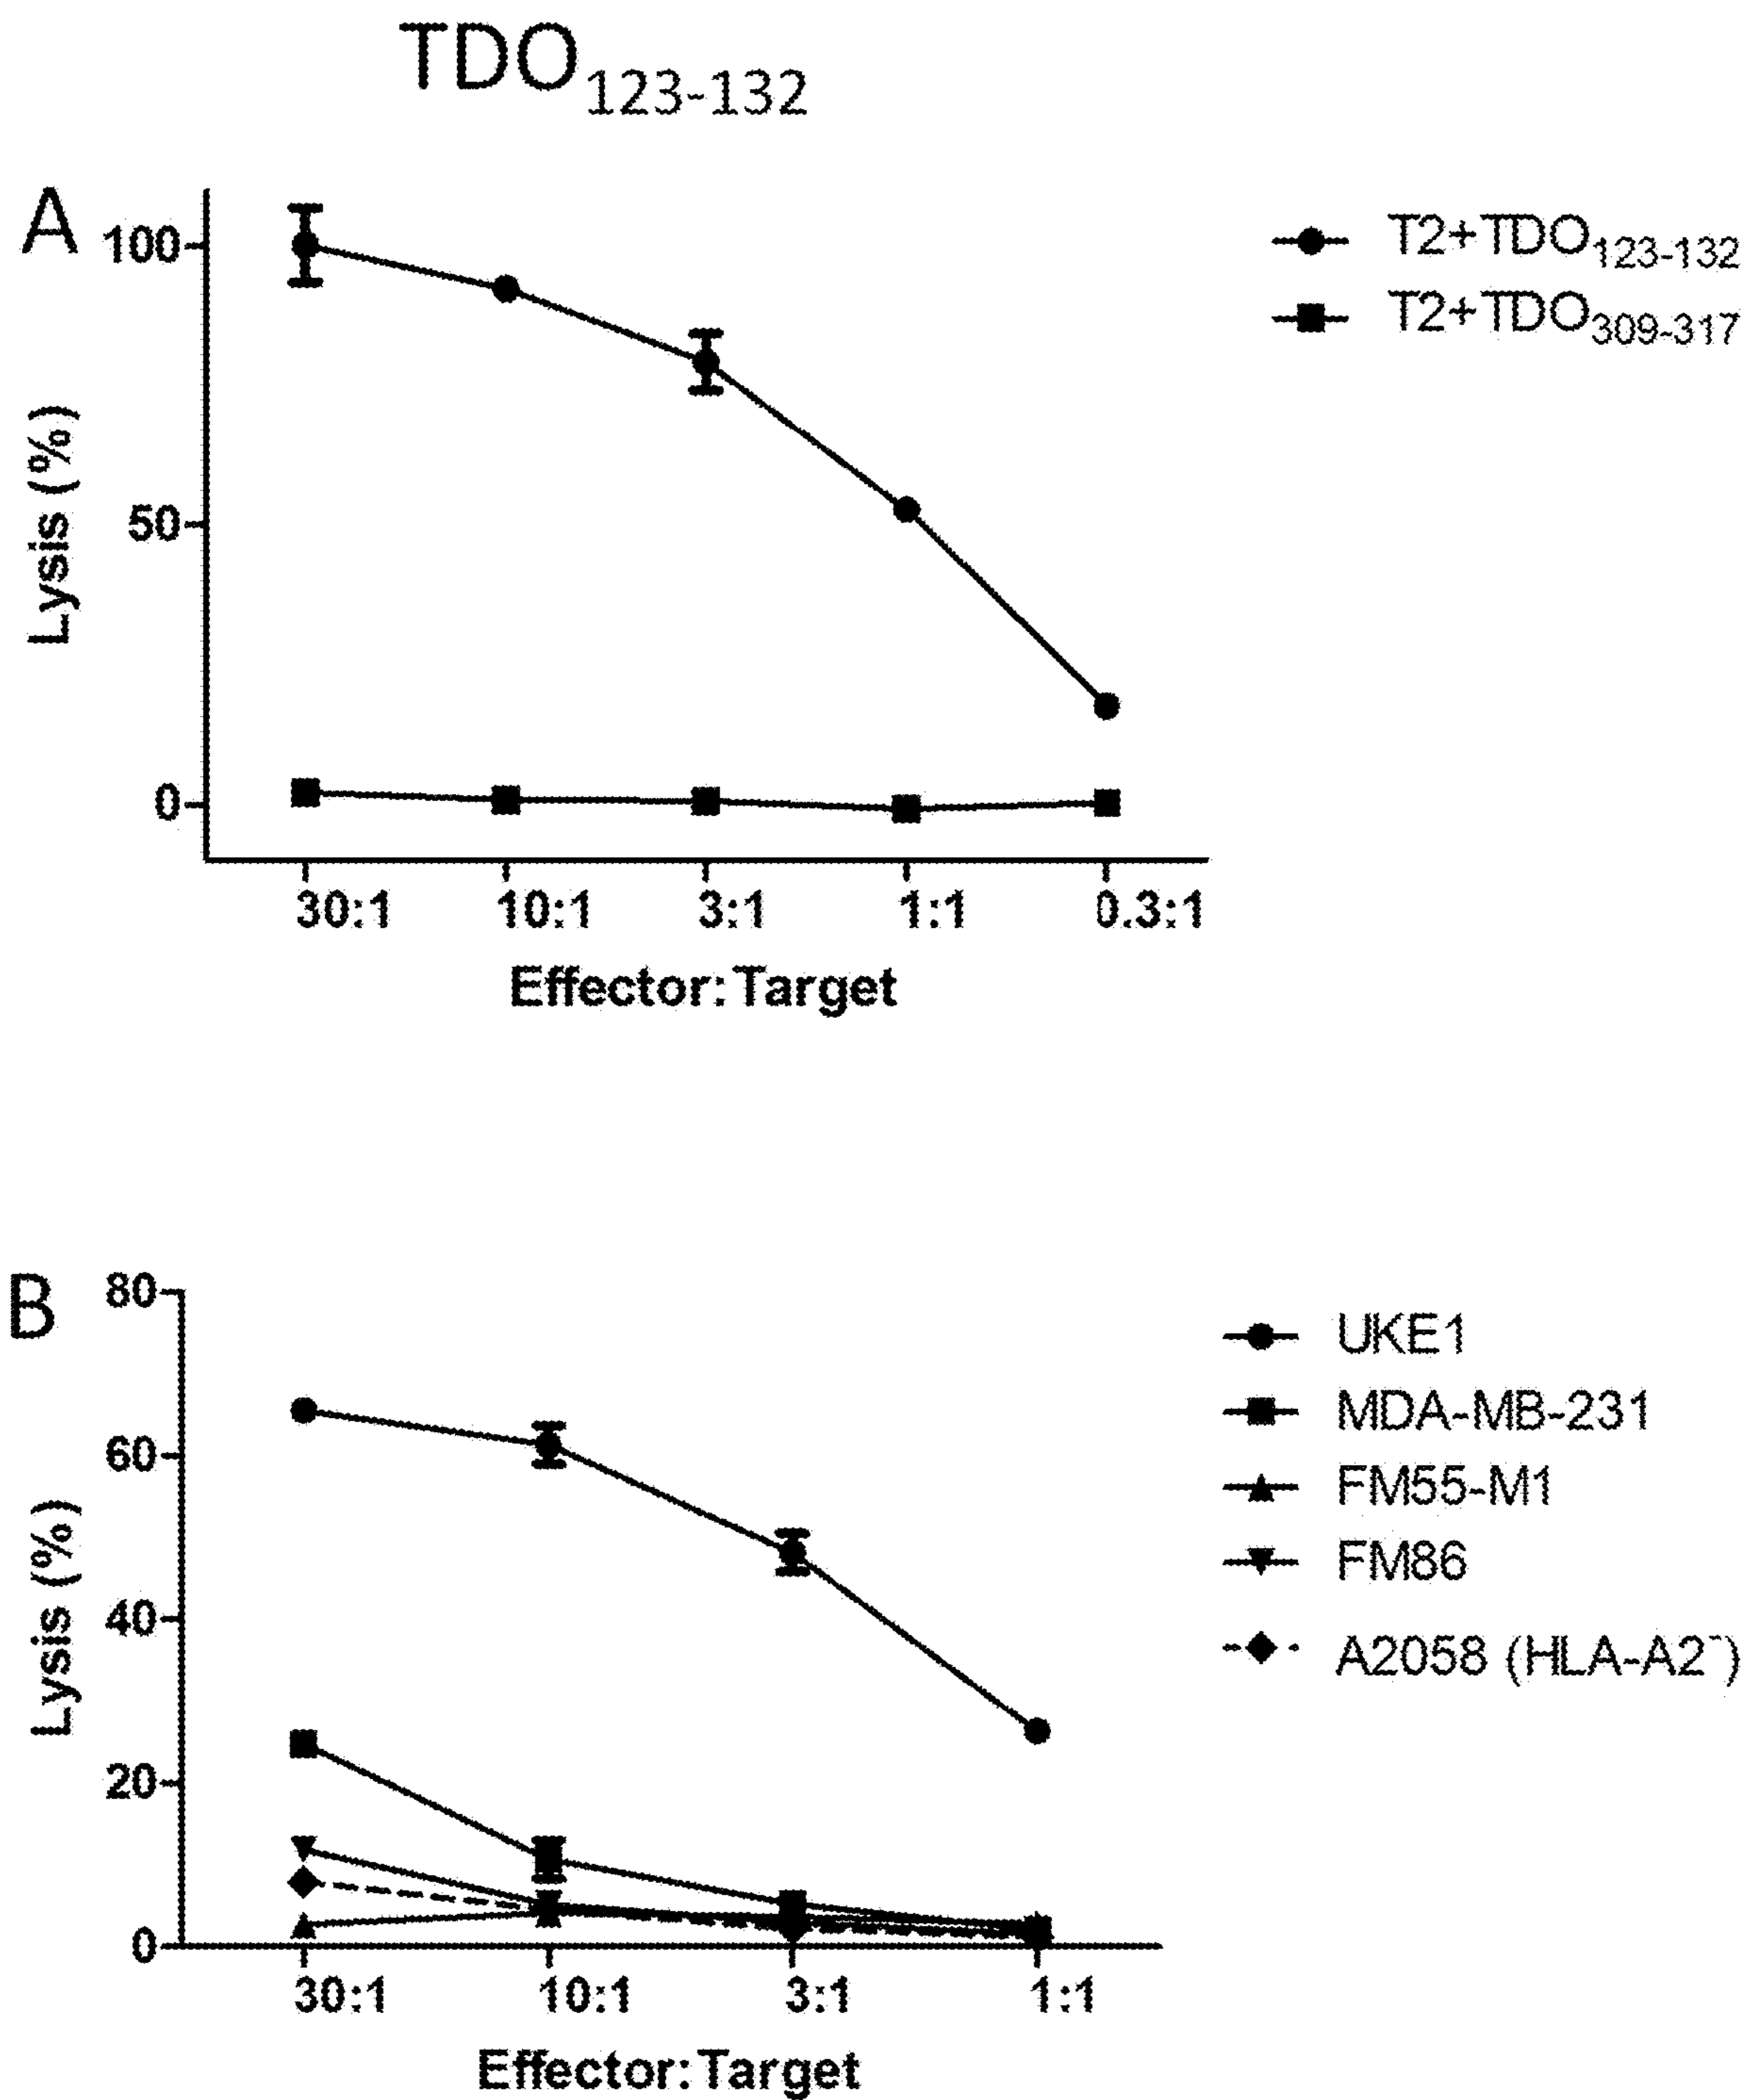 TDO123-132
A
Lysis (%)
100
50
0
30:1 10:1 3:1 1:1 0.3:1
Effector:Target
T2+TDO123-132
T2+TDO309-317
B
Lysis (%)
80
60
40
20
0
30:1 10:1 3:1 1:1
Effector:Target
UKE1
MDA-MB-231
FM55-M1
FM86
A2058 (HLA-A2⁻)